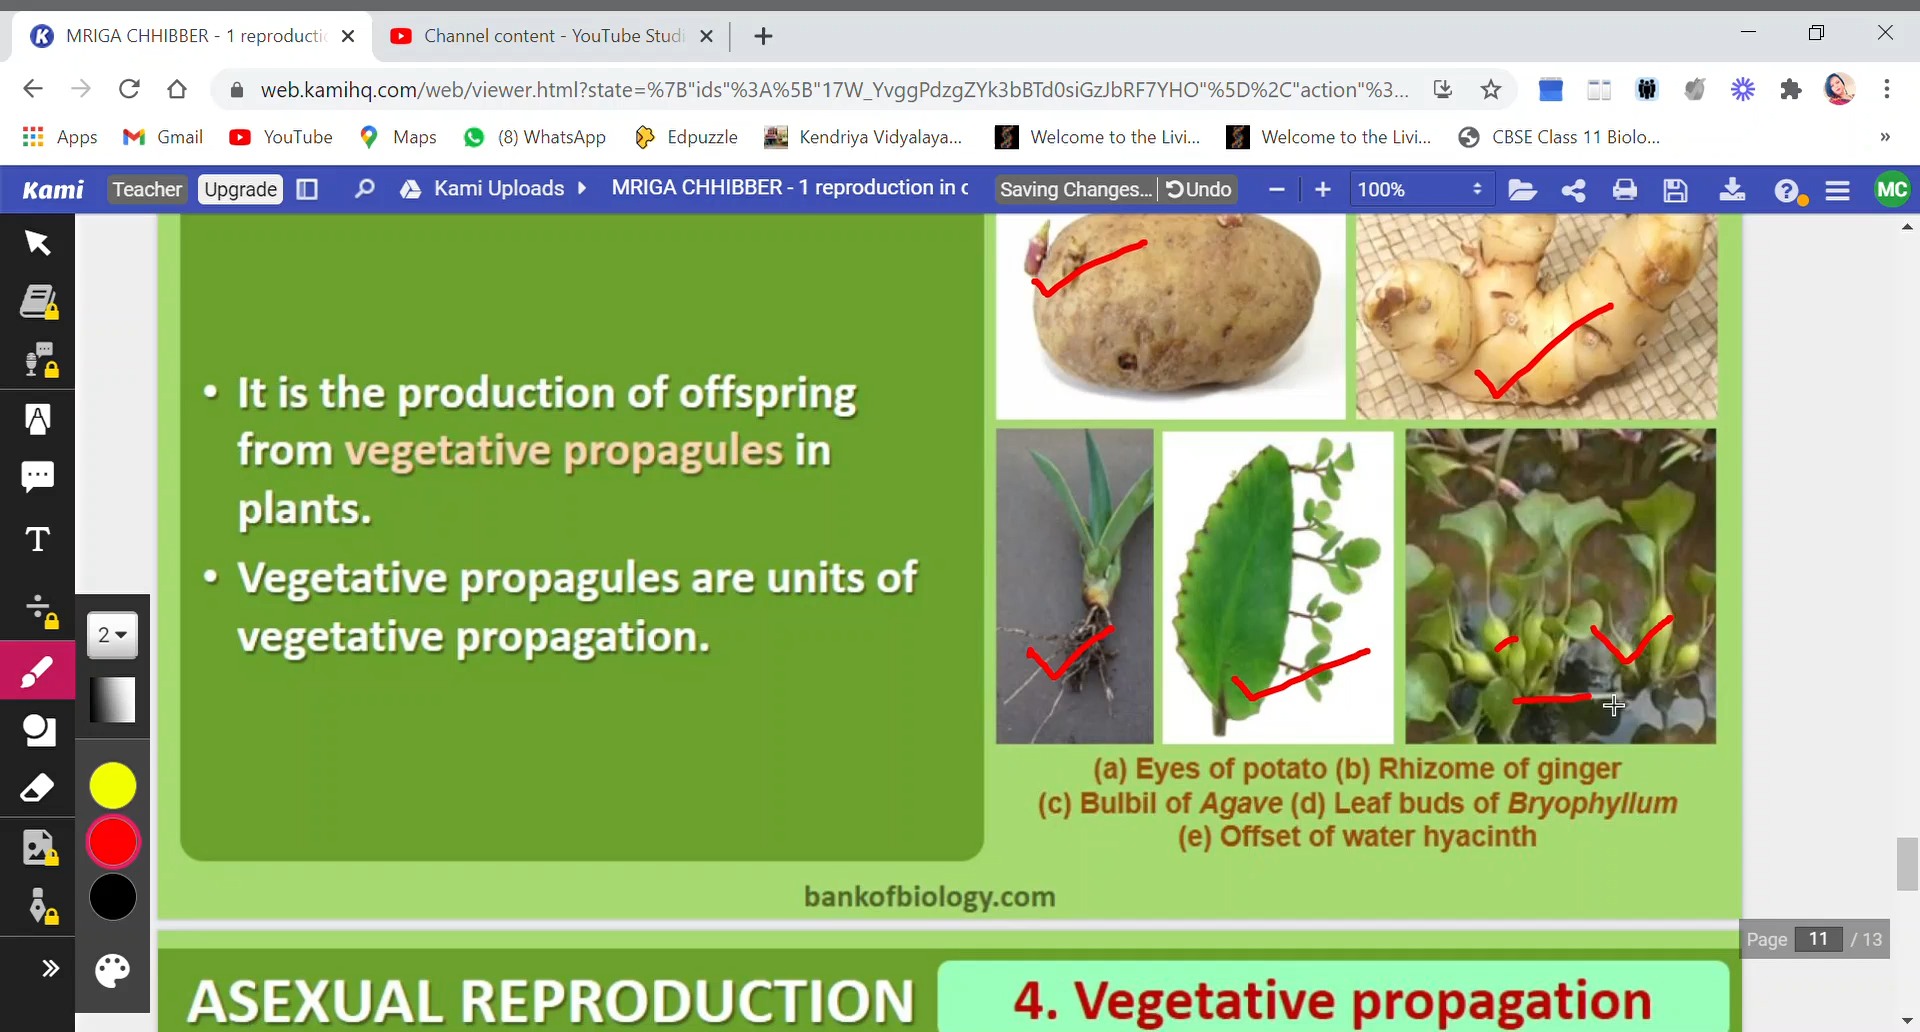 MRIGA CHHIBBER - 1 reproducti
Channel content - YouTube Studi
web.kamihq.com/web/viewer.html?state=%7B"ids"%3A%5B"17W_YvggPdzgZYk3bBTd0siGzJbRF7YHO"%5D%2C"action"%3...
Apps Gmail YouTube Maps (8) WhatsApp Edpuzzle Kendriya Vidyalaya... Welcome to the Livi... Welcome to the Livi... CBSE Class 11 Biolo... »
Kami Teacher Upgrade Kami Uploads MRIGA CHHIBBER - 1 reproduction in c Saving Changes... Undo 100% MC
• It is the production of offspring
from vegetative propagules in
plants.
• Vegetative propagules are units of
vegetative propagation.
2
(a) Eyes of potato (b) Rhizome of ginger
(c) Bulbil of Agave (d) Leaf buds of Bryophyllum
(e) Offset of water hyacinth
bankofbiology.com
Page 11 / 13
ASEXUAL REPRODUCTION
4. Vegetative propagation